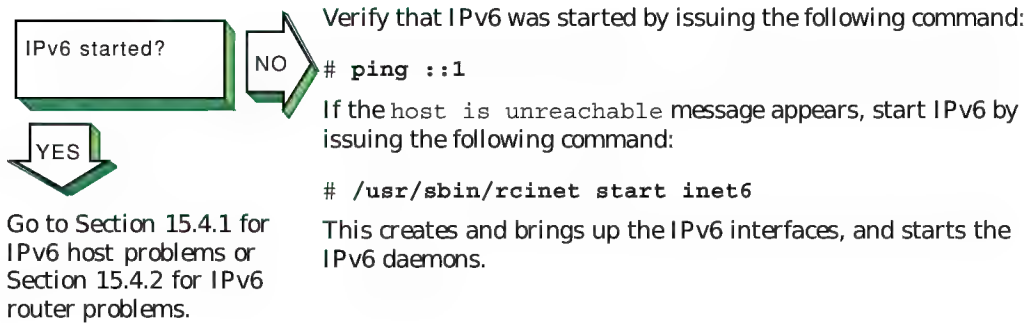 IPv6 started?
NO
YES
Go to Section 15.4.1 for
IPv6 host problems or
Section 15.4.2 for IPv6
router problems.
Verify that IPv6 was started by issuing the following command:
# ping ::1
If the host is unreachable message appears, start IPv6 by
issuing the following command:
# /usr/sbin/rcinet start inet6
This creates and brings up the IPv6 interfaces, and starts the
IPv6 daemons.